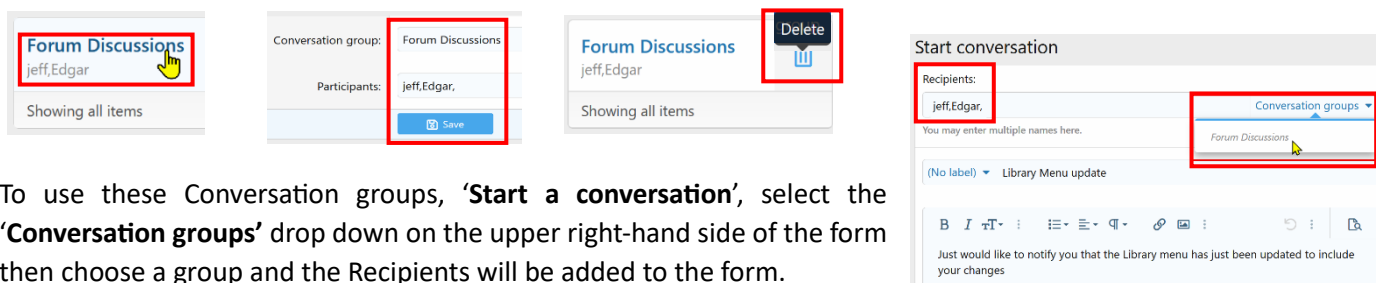 Forum Discussions
jeff,Edgar
Showing all items
Conversation group: Forum Discussions
Participants: jeff,Edgar,
Save
Delete
Forum Discussions
jeff,Edgar
Showing all items
To use these Conversation groups, ‘Start a conversation’, select the
‘Conversation groups’ drop down on the upper right-hand side of the form
then choose a group and the Recipients will be added to the form.
Start conversation
Recipients:
jeff,Edgar, Conversation groups
You may enter multiple names here.
Forum Discussions
(No label) Library Menu update
B I TT
Just would like to notify you that the Library menu has just been updated to include
your changes